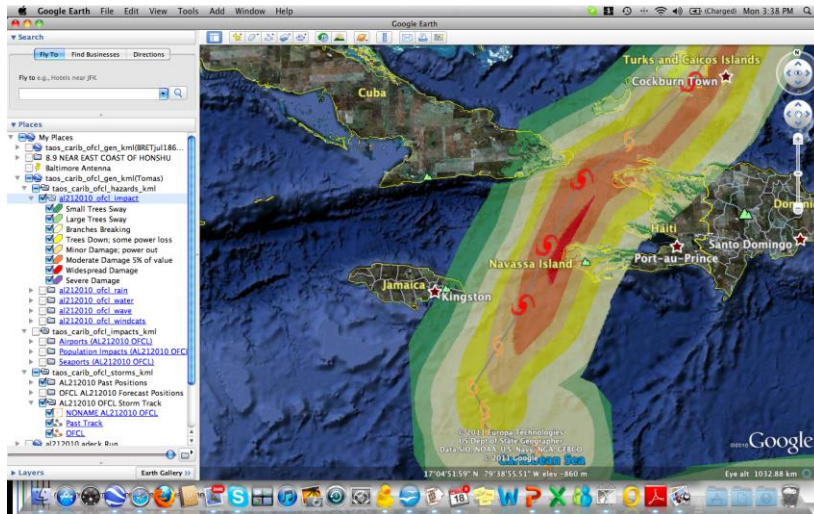 Google Earth File Edit View Tools Add Window Help
(Charged) Mon 3:38 PM
Google Earth
Search
Fly To Find Businesses Directions
Fly to e.g., Hotels near JFK
Places
My Places
taos_carib_ofcl_gen_kml(BRETjul186...
8.9 NEAR EAST COAST OF HONSHU
Baltimore Antenna
taos_carib_ofcl_gen_kml(Tomas)
taos_carib_ofcl_hazards_kml
al212010_ofcl_impact
Small Trees Sway
Large Trees Sway
Branches Breaking
Trees Down; some power loss
Minor Damage; power out
Moderate Damage 5% of value
Widespread Damage
Severe Damage
al212010_ofcl_rain
al212010_ofcl_water
al212010_ofcl_wave
al212010_ofcl_windcats
taos_carib_ofcl_impacts_kml
Airports (AL212010 OFCL)
Population Impacts (AL212010 OFCL
Seaports (AL212010 OFCL)
taos_carib_ofcl_storms_kml
AL212010 Past Positions
OFCL AL212010 Forecast Positions
AL212010 OFCL Storm Track
NONAME AL212010 OFCL
Past Track
OFCL
al212010 adeck Run
Layers
Earth Gallery >>
Turks and Caicos Islands
Cockburn Town
Cuba
Haiti
Domini
Santo Domingo
Port-au-Prince
Navassa Island
Jamaica
Kingston
© 2011 Europa Technologies
US Dept of State Geographer
Data SIO, NOAA, U.S. Navy, NGA, GEBCO
© 2011 Google
Caribbean Sea
©2010 Google
17°04'51.59" N 79°38'55.51" W elev -860 m
Eye alt 1032.88 km
18